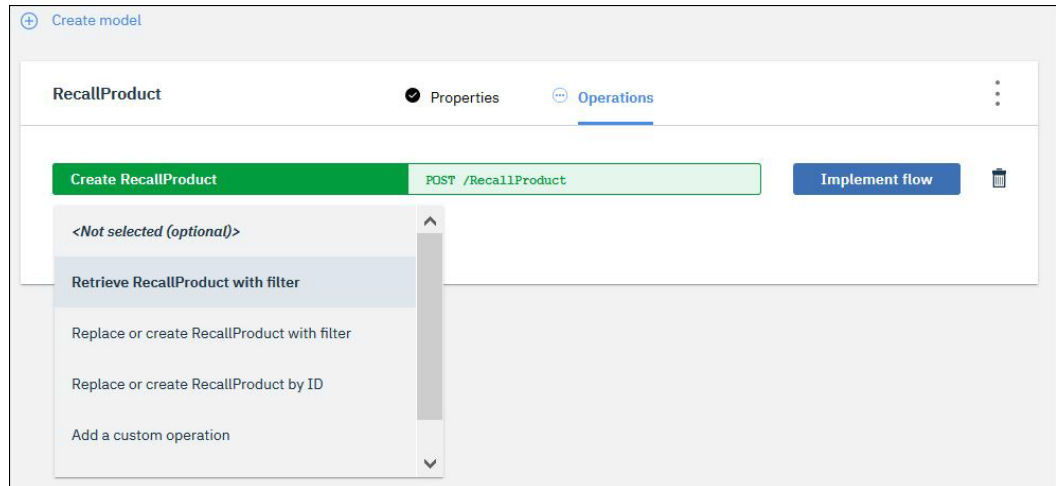 Create model
RecallProduct
Properties
Operations
Create RecallProduct
POST /RecallProduct
Implement flow
<Not selected (optional)>
Retrieve RecallProduct with filter
Replace or create RecallProduct with filter
Replace or create RecallProduct by ID
Add a custom operation